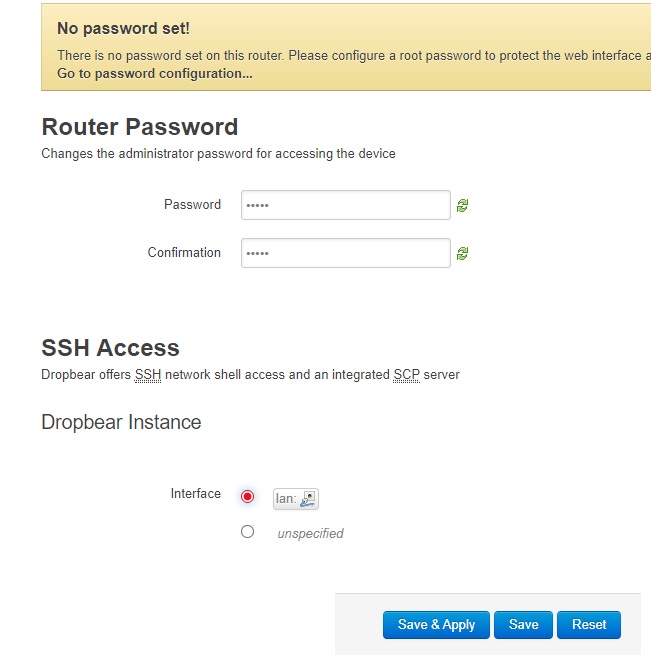 No password set!
There is no password set on this router. Please configure a root password to protect the web interface a
Go to password configuration...
Router Password
Changes the administrator password for accessing the device
Password
•••••
Confirmation
•••••
SSH Access
Dropbear offers SSH network shell access and an integrated SCP server
Dropbear Instance
Interface
lan:
unspecified
Save & Apply Save Reset